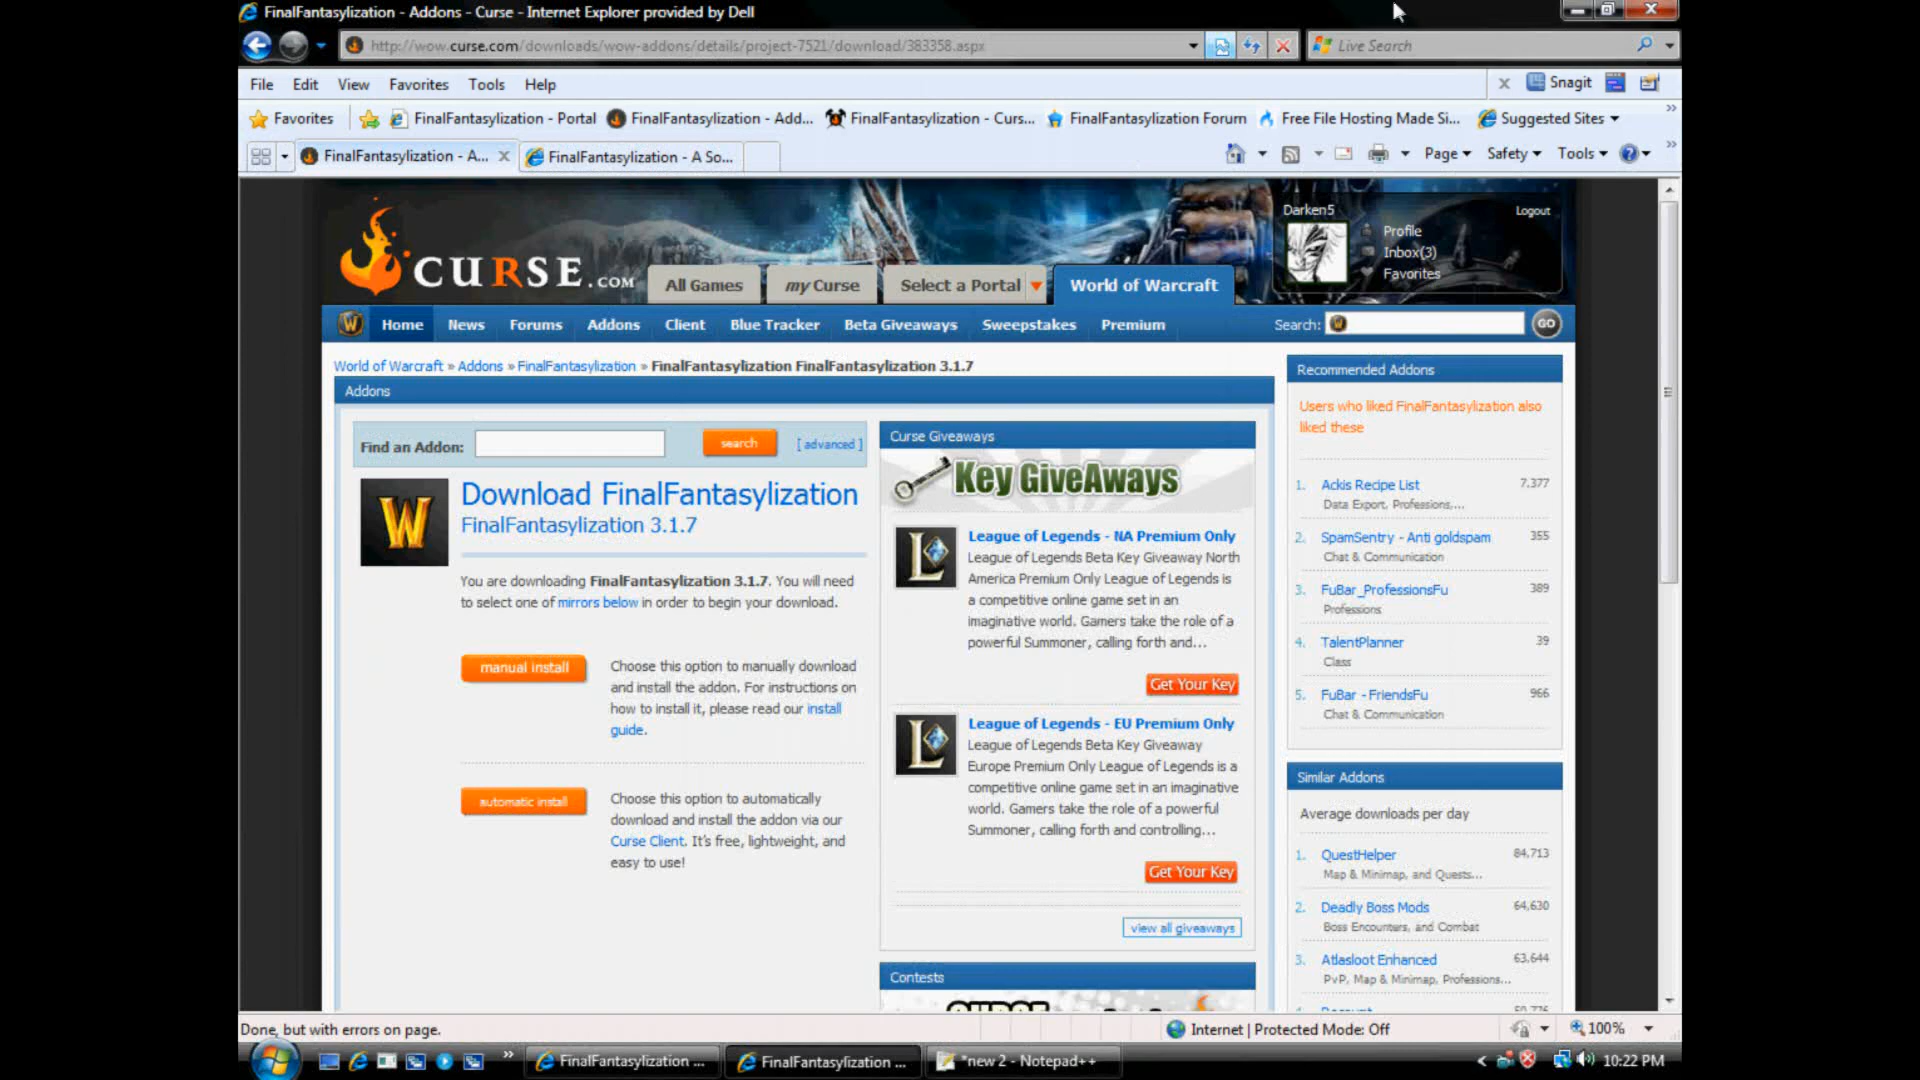 FinalFantasylization - Addons - Curse - Internet Explorer provided by Dell
http://wow.curse.com/downloads/wow-addons/details/project-7521/download/383358.aspx
Live Search
File Edit View Favorites Tools Help
x Snagit
Favorites FinalFantasylization - Portal FinalFantasylization - Add... FinalFantasylization - Curs... FinalFantasylization Forum Free File Hosting Made Si... Suggested Sites
FinalFantasylization - A... FinalFantasylization - A So...
Page Safety Tools
CURSE.COM
All Games
my Curse
Select a Portal
World of Warcraft
Darken5
Logout
Profile
Inbox(3)
Favorites
Home News Forums Addons Client Blue Tracker Beta Giveaways Sweepstakes Premium
Search: GO
World of Warcraft » Addons » FinalFantasylization » FinalFantasylization FinalFantasylization 3.1.7
Addons
Find an Addon: search [ advanced ]
W
Download FinalFantasylization
FinalFantasylization 3.1.7
You are downloading FinalFantasylization 3.1.7. You will need
to select one of mirrors below in order to begin your download.
manual install
Choose this option to manually download
and install the addon. For instructions on
how to install it, please read our install
guide.
automatic install
Choose this option to automatically
download and install the addon via our
Curse Client. It's free, lightweight, and
easy to use!
Curse Giveaways
Key GiveAways
L
League of Legends - NA Premium Only
League of Legends Beta Key Giveaway North
America Premium Only League of Legends is
a competitive online game set in an
imaginative world. Gamers take the role of a
powerful Summoner, calling forth and...
Get Your Key
L
League of Legends - EU Premium Only
League of Legends Beta Key Giveaway
Europe Premium Only League of Legends is a
competitive online game set in an imaginative
world. Gamers take the role of a powerful
Summoner, calling forth and controlling...
Get Your Key
view all giveaways
Contests
Recommended Addons
Users who liked FinalFantasylization also
liked these
1. Ackis Recipe List 7,377
Data Export, Professions,...
2. SpamSentry - Anti goldspam 355
Chat & Communication
3. FuBar_ProfessionsFu 389
Professions
4. TalentPlanner 39
Class
5. FuBar - FriendsFu 966
Chat & Communication
Similar Addons
Average downloads per day
1. QuestHelper 84,713
Map & Minimap, and Quests...
2. Deadly Boss Mods 64,630
Boss Encounters, and Combat
3. Atlasloot Enhanced 63,644
PvP, Map & Minimap, Professions...
Done, but with errors on page.
Internet | Protected Mode: Off
100%
FinalFantasylization ...
FinalFantasylization ...
*new 2 - Notepad++
10:22 PM